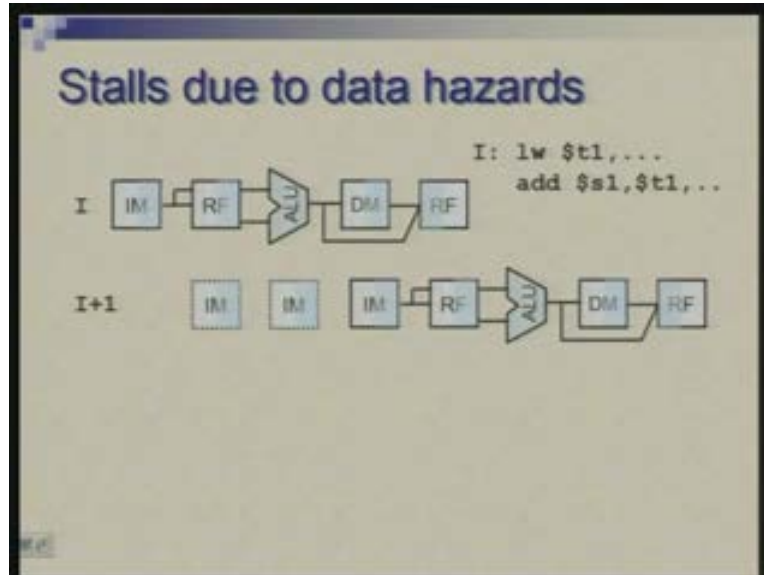 Stalls due to data hazards
I: lw $t1,...
add $s1,$t1,..
I IM RF ALU DM RF
I+1 IM IM IM RF ALU DM RF